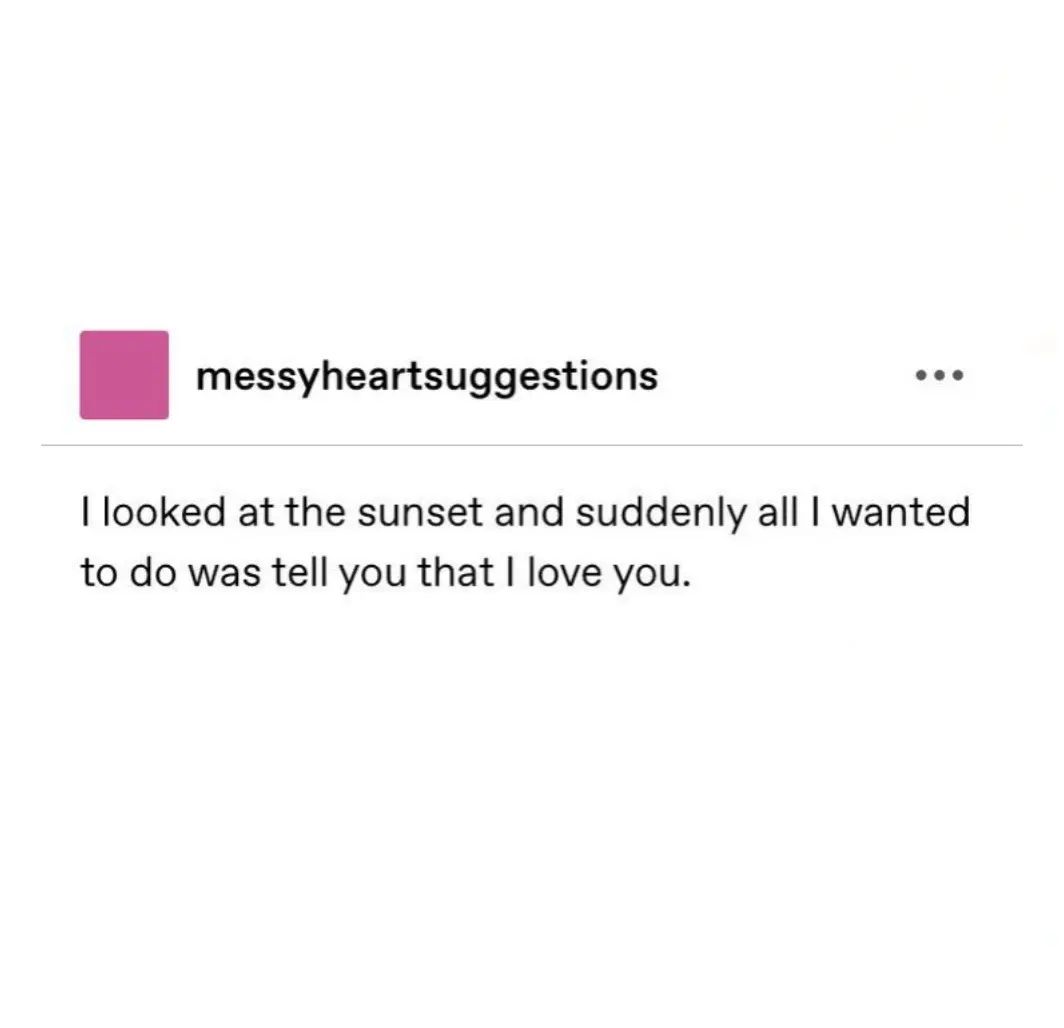 messyheartsuggestions
I looked at the sunset and suddenly all I wanted
to do was tell you that I love you.